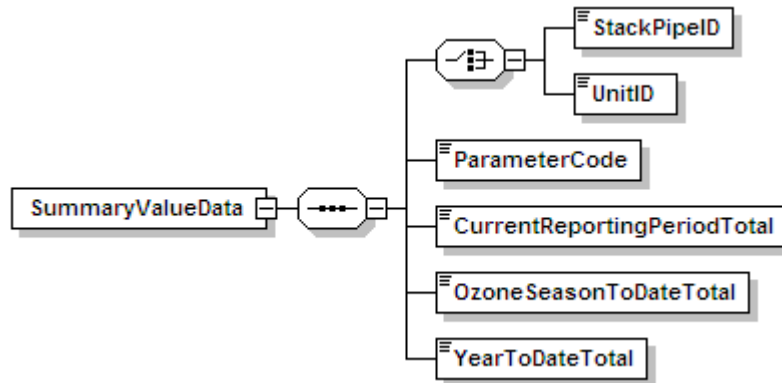 StackPipeID
UnitID
ParameterCode
SummaryValueData
CurrentReportingPeriodTotal
OzoneSeasonToDateTotal
YearToDateTotal